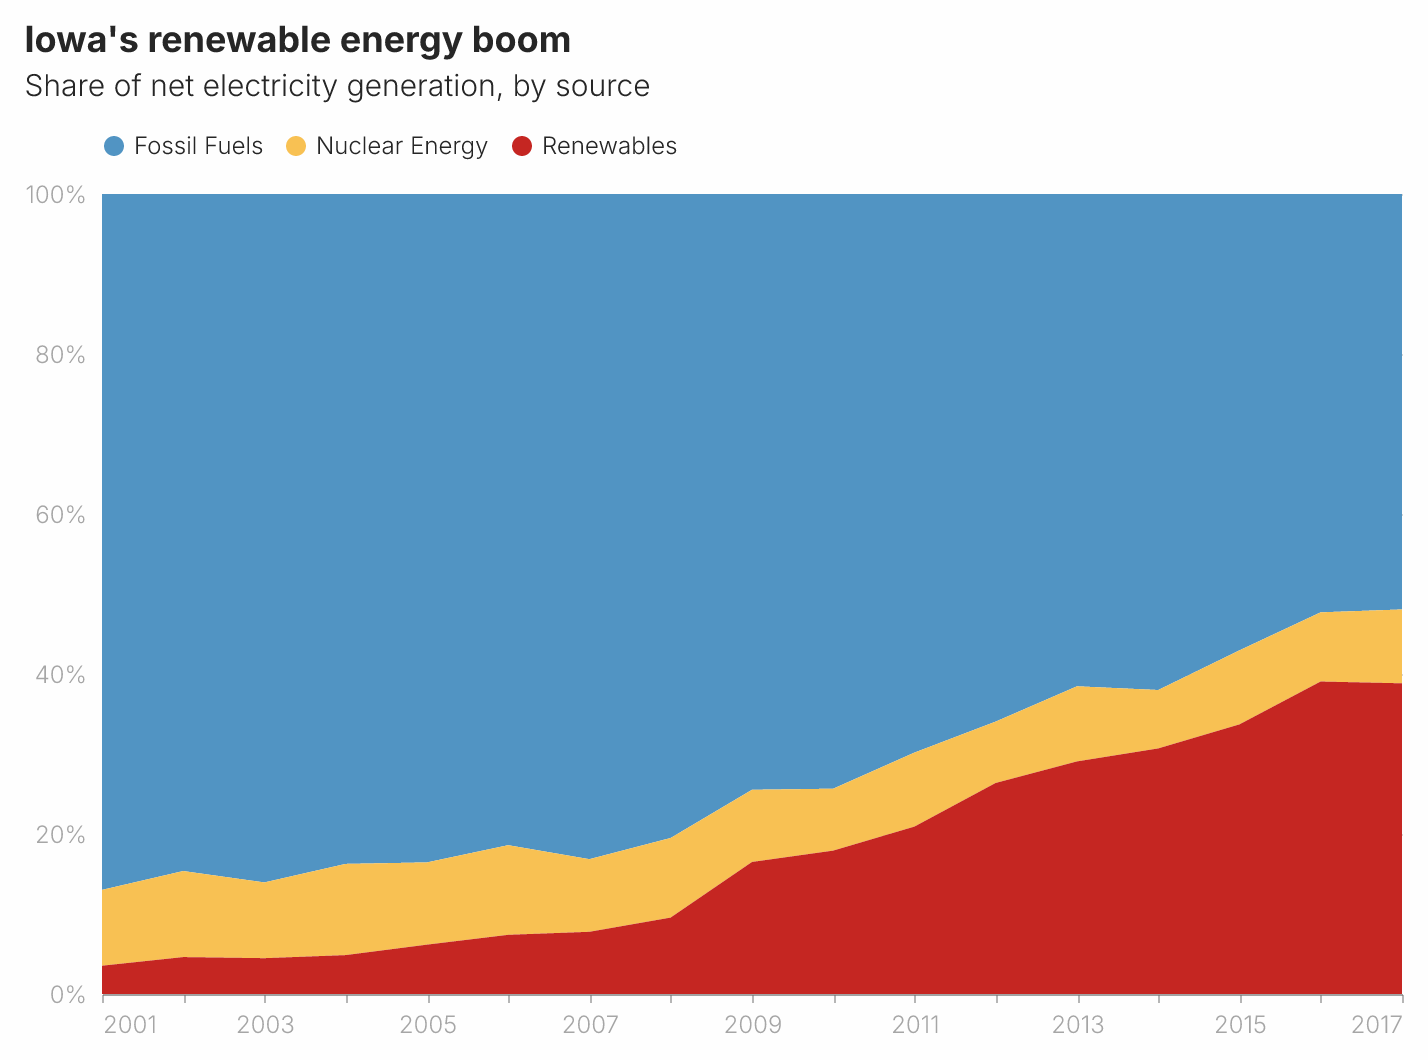 Iowa's renewable energy boom
Share of net electricity generation, by source
Fossil Fuels Nuclear Energy Renewables
100%
80%
60%
40%
20%
0%
2001 2003 2005 2007 2009 2011 2013 2015 2017